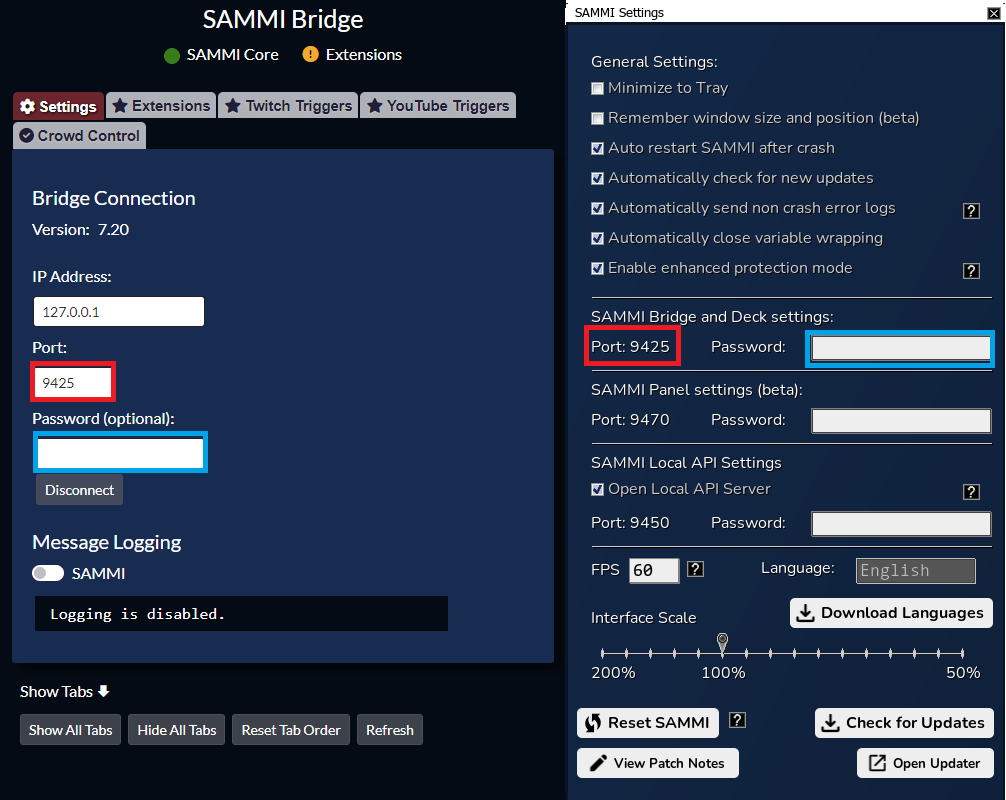 SAMMI Bridge
SAMMI Core ! Extensions
Settings Extensions Twitch Triggers YouTube Triggers
Crowd Control
Bridge Connection
Version: 7.20
IP Address:
127.0.0.1
Port:
9425
Password (optional):
Disconnect
Message Logging
SAMMI
Logging is disabled.
Show Tabs
Show All Tabs Hide All Tabs Reset Tab Order Refresh
SAMMI Settings
General Settings:
Minimize to Tray
Remember window size and position (beta)
Auto restart SAMMI after crash
Automatically check for new updates
Automatically send non crash error logs ?
Automatically close variable wrapping
Enable enhanced protection mode ?
SAMMI Bridge and Deck settings:
Port: 9425 Password:
SAMMI Panel settings (beta):
Port: 9470 Password:
SAMMI Local API Settings
Open Local API Server ?
Port: 9450 Password:
FPS 60 ? Language: English
Interface Scale Download Languages
200% 100% 50%
Reset SAMMI ? Check for Updates
View Patch Notes Open Updater